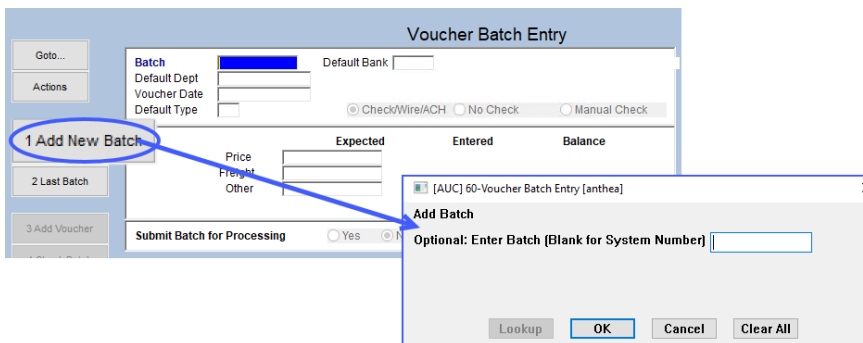 Voucher Batch Entry
Goto...
Actions
1 Add New Batch
2 Last Batch
3 Add Voucher
Batch
Default Bank
Default Dept
Voucher Date
Default Type
Check/Wire/ACH
No Check
Manual Check
Expected
Entered
Balance
Price
Freight
Other
Submit Batch for Processing
Yes
[AUC] 60-Voucher Batch Entry [anthea]
Add Batch
Optional: Enter Batch (Blank for System Number)
Lookup
OK
Cancel
Clear All